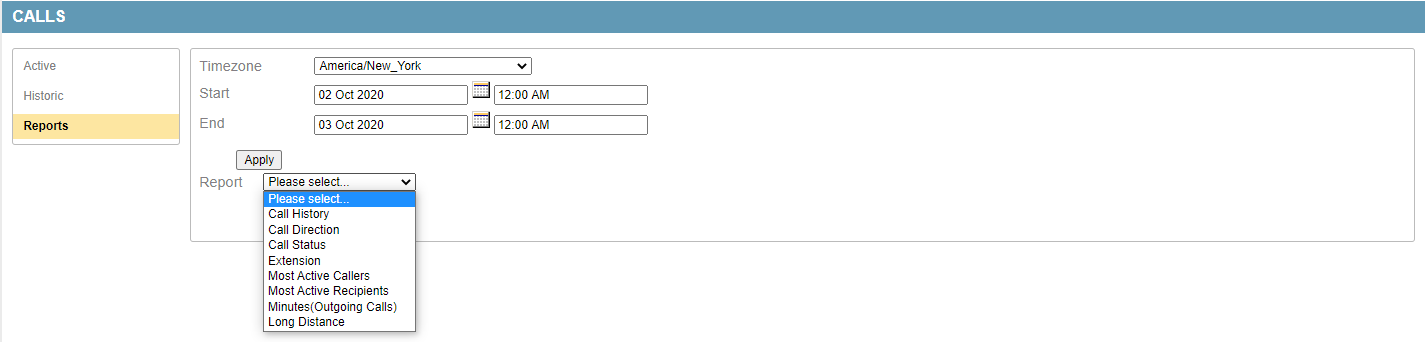 CALLS
Active
Historic
Reports
Timezone America/New_York
Start 02 Oct 2020 12:00 AM
End 03 Oct 2020 12:00 AM
Apply
Report Please select...
Please select...
Call History
Call Direction
Call Status
Extension
Most Active Callers
Most Active Recipients
Minutes(Outgoing Calls)
Long Distance